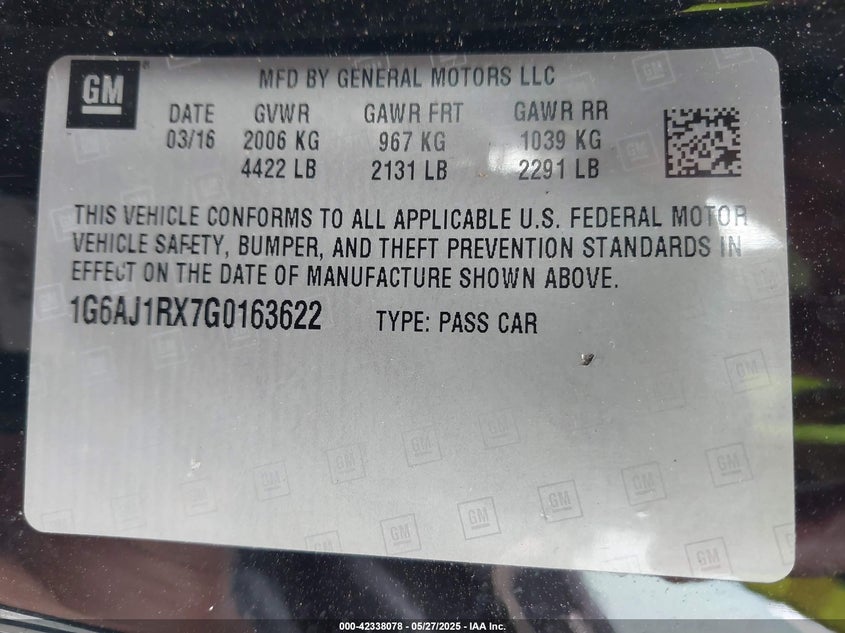 GM
MFD BY GENERAL MOTORS LLC
DATE GVWR GAWR FRT GAWR RR
03/16 2006 KG 967 KG 1039 KG
4422 LB 2131 LB 2291 LB
THIS VEHICLE CONFORMS TO ALL APPLICABLE U.S. FEDERAL MOTOR
VEHICLE SAFETY, BUMPER, AND THEFT PREVENTION STANDARDS IN
EFFECT ON THE DATE OF MANUFACTURE SHOWN ABOVE.
1G6AJ1RX7G0163622 TYPE: PASS CAR
000-42338078 - 05/27/2025 - IAA Inc.